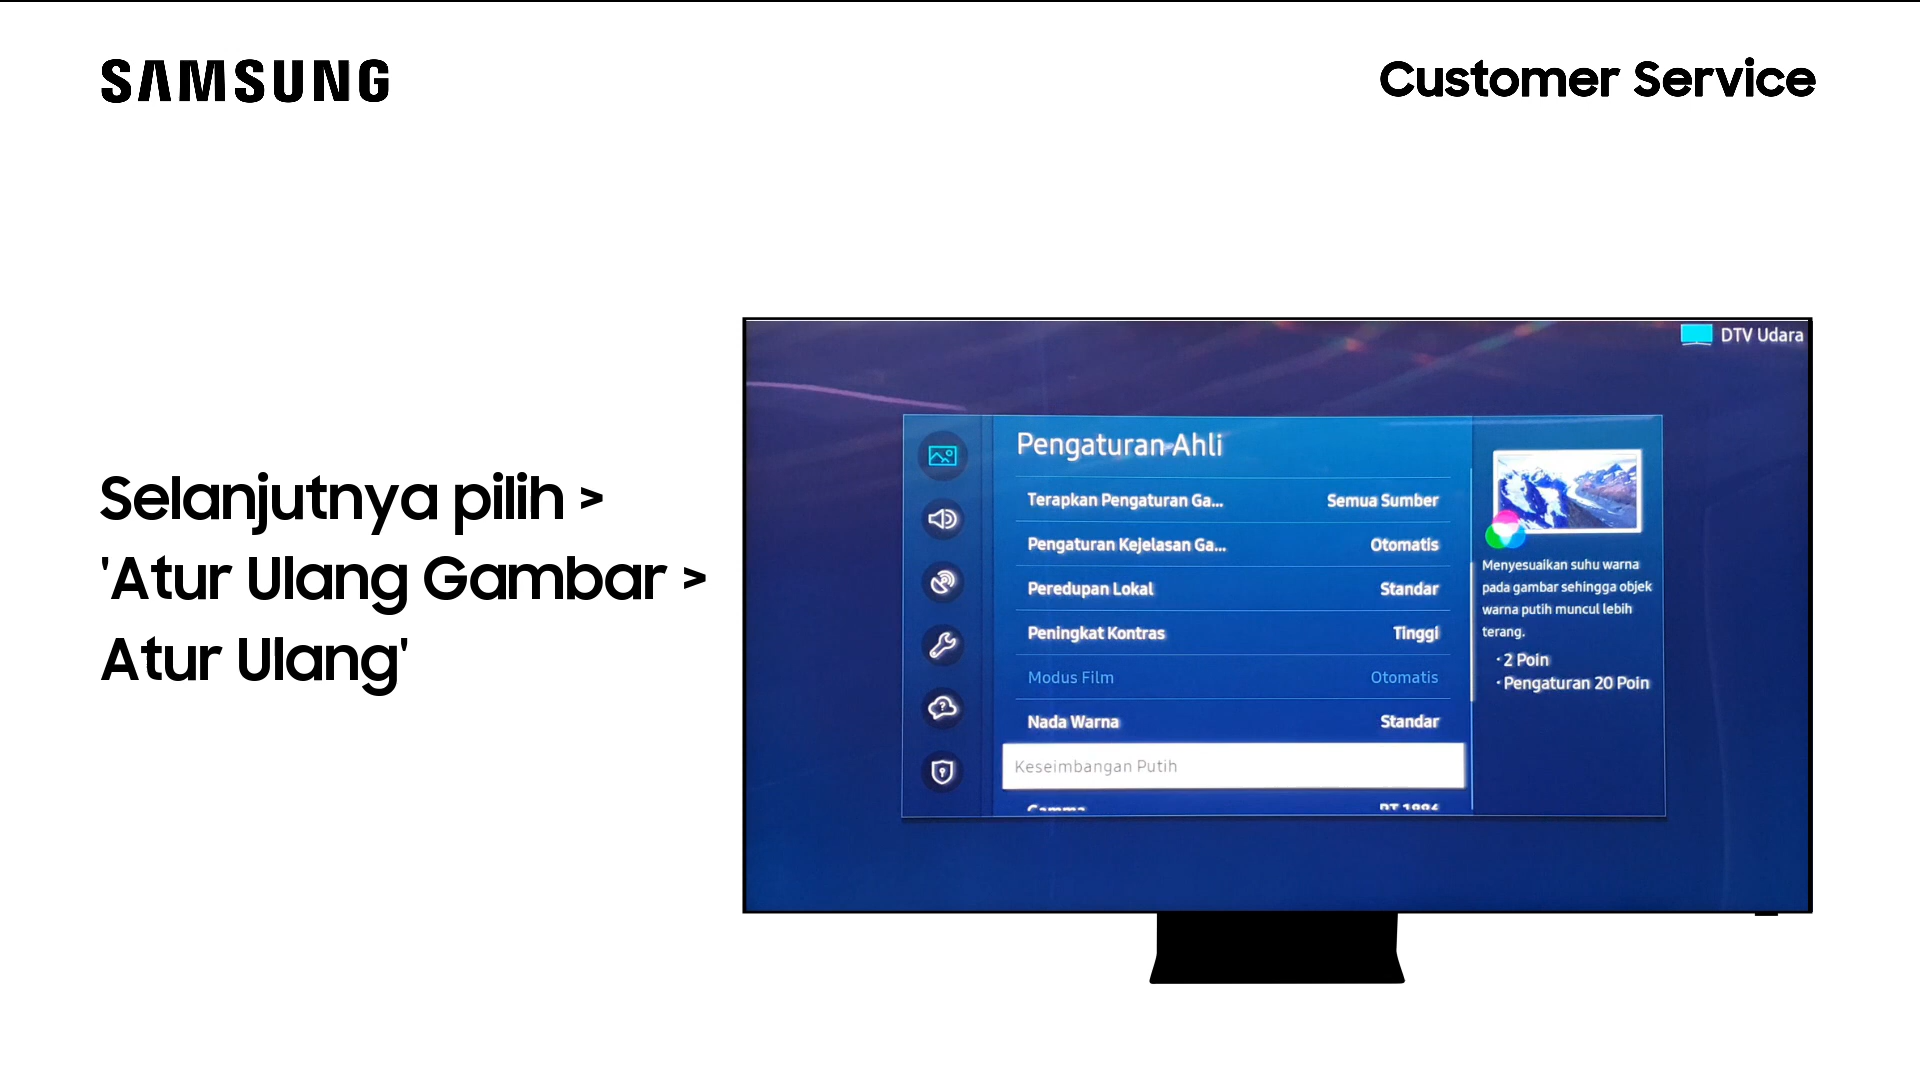 SAMSUNG
Customer Service
Selanjutnya pilih >
'Atur Ulang Gambar >
Atur Ulang'
DTV Udara
Pengaturan Ahli
Terapkan Pengaturan Ga... Semua Sumber
Pengaturan Kejelasan Ga... Otomatis
Peredupan Lokal Standar
Peningkat Kontras Tinggi
Modus Film Otomatis
Nada Warna Standar
Keseimbangan Putih
Gamma
Menyesuaikan suhu warna
pada gambar sehingga objek
warna putih muncul lebih
terang.
· 2 Poin
· Pengaturan 20 Poin